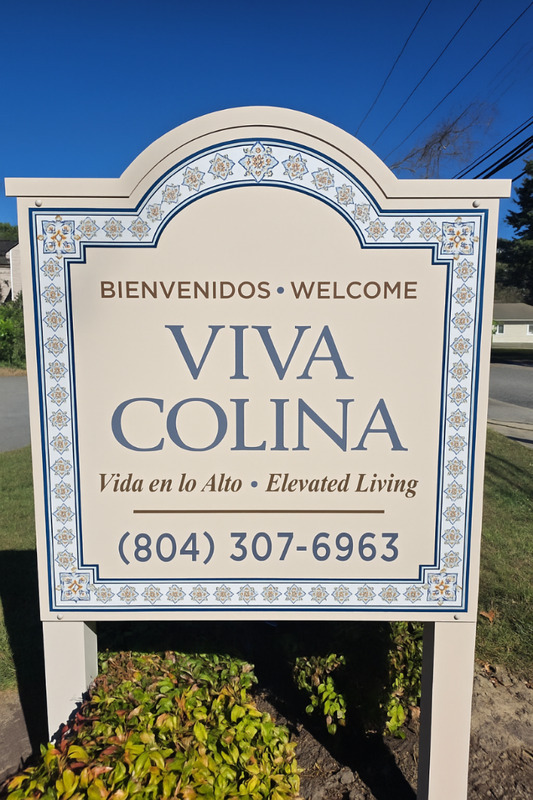 BIENVENIDOS • WELCOME
VIVA
COLINA
Vida en lo Alto • Elevated Living
(804) 307-6963